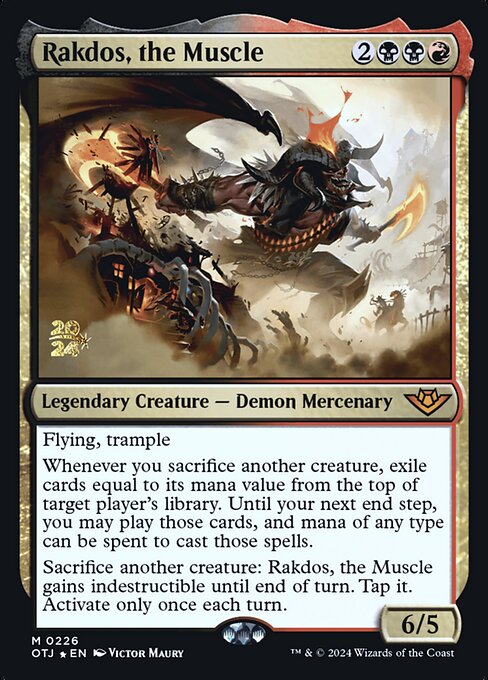 Rakdos, the Muscle 2
2024
Legendary Creature — Demon Mercenary
Flying, trample
Whenever you sacrifice another creature, exile
cards equal to its mana value from the top of
target player's library. Until your next end step,
you may play those cards, and mana of any type
can be spent to cast those spells.
Sacrifice another creature: Rakdos, the Muscle
gains indestructible until end of turn. Tap it.
Activate only once each turn.
6/5
M 0226
OTJ ★ EN Victor Maury
™ & © 2024 Wizards of the Coast